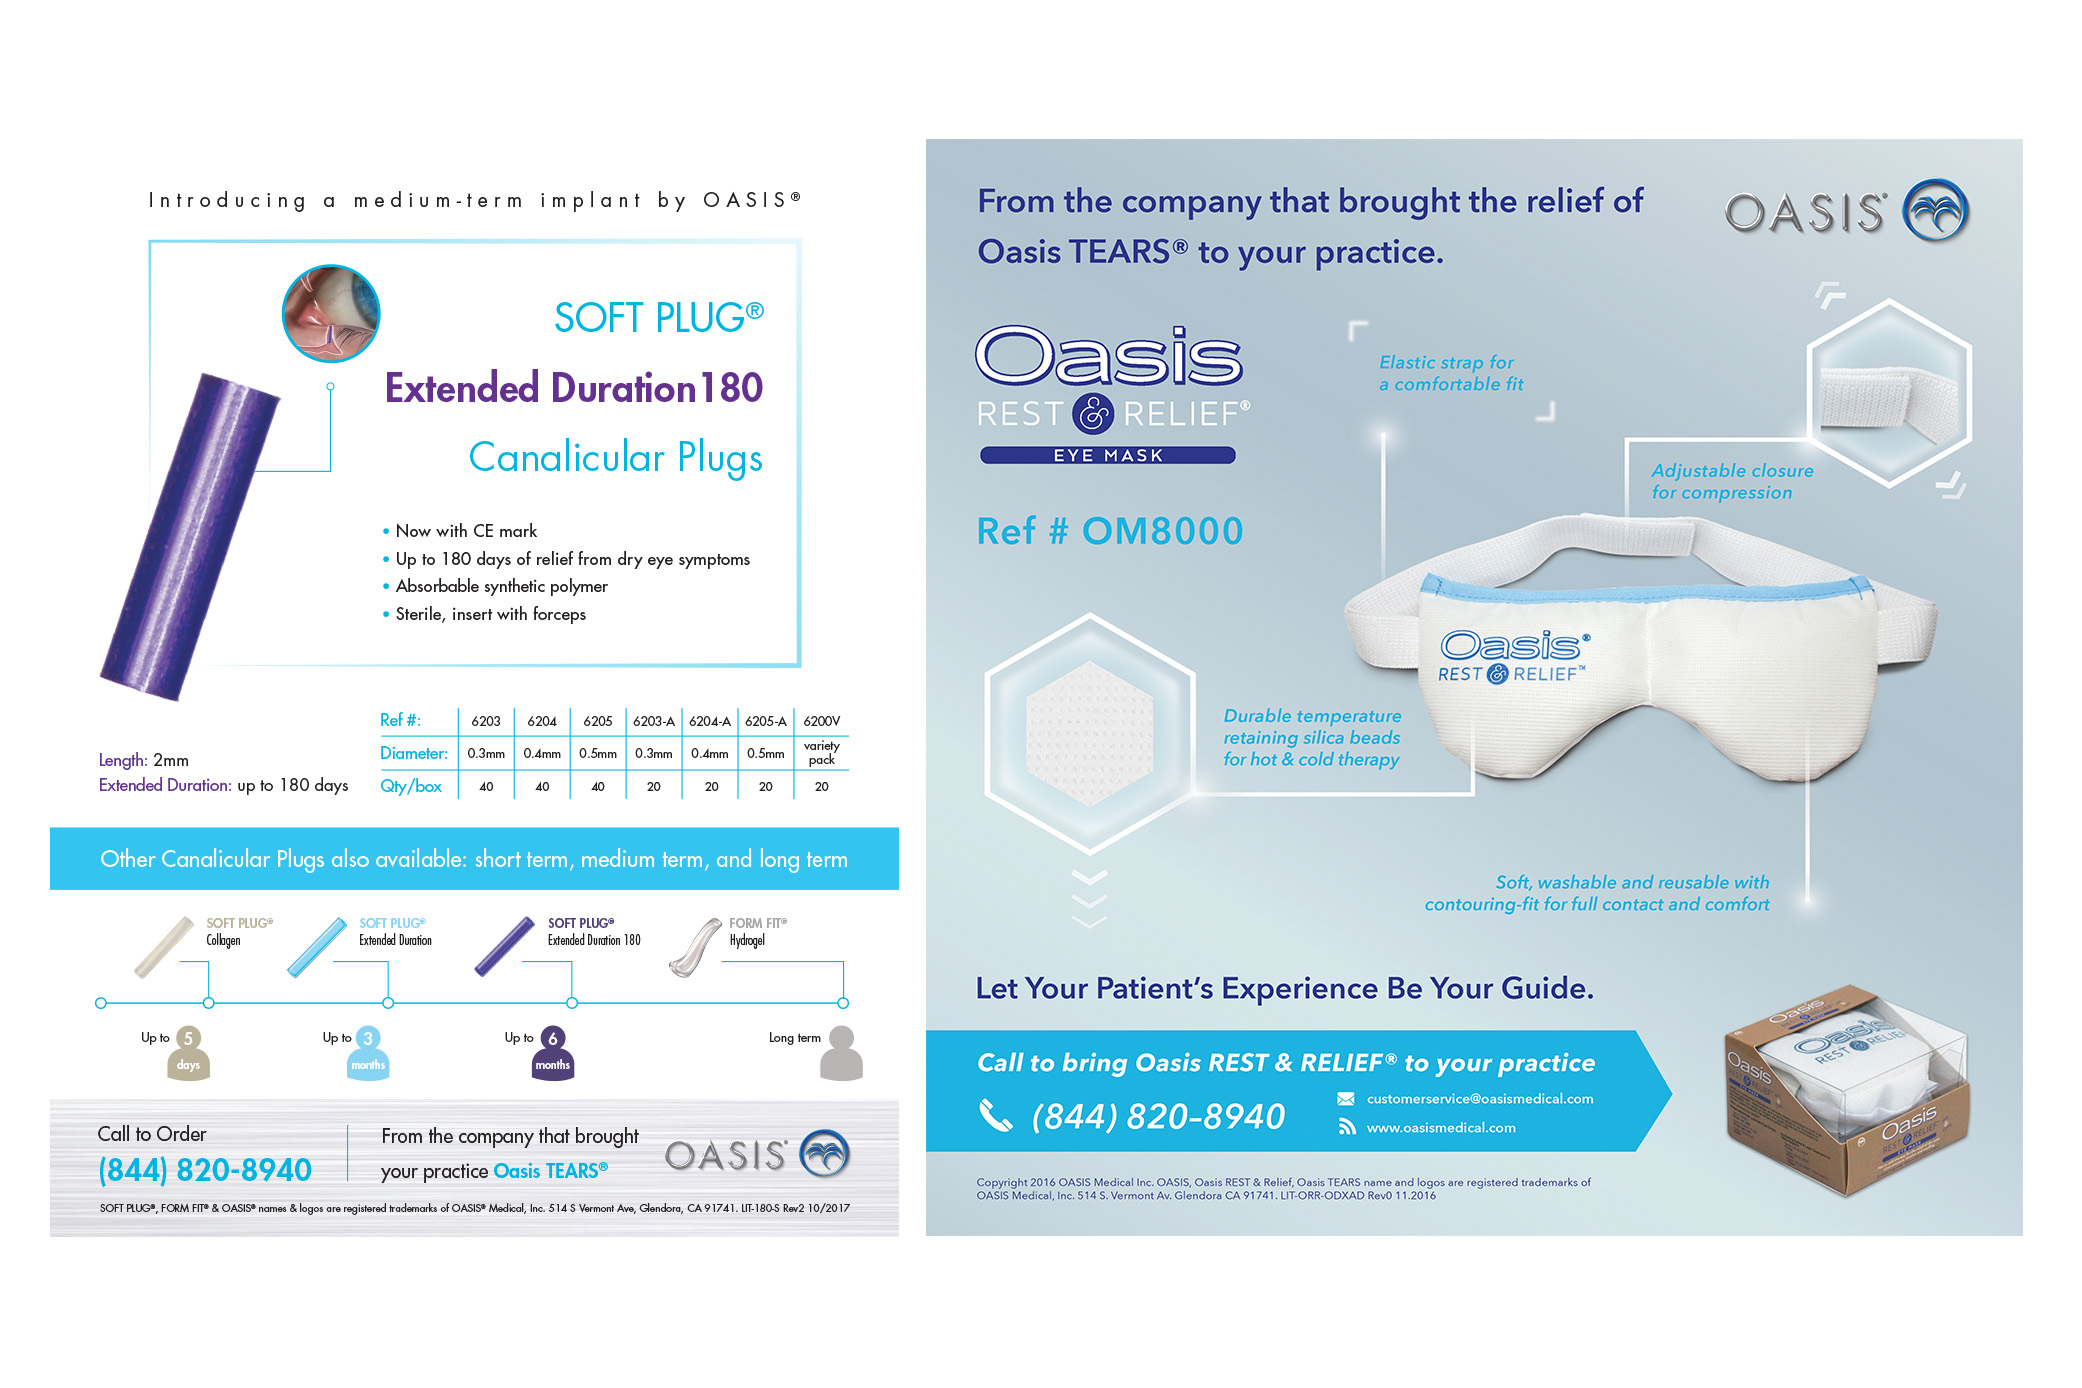 Introducing a medium-term implant by OASIS®
SOFT PLUG®
Extended Duration180
Canalicular Plugs
• Now with CE mark
• Up to 180 days of relief from dry eye symptoms
• Absorbable synthetic polymer
• Sterile, insert with forceps
Length: 2mm
Extended Duration: up to 180 days
Ref #: 6203 6204 6205 6203-A 6204-A 6205-A 6200V
Diameter: 0.3mm 0.4mm 0.5mm 0.3mm 0.4mm 0.5mm variety pack
Qty/box 40 40 40 20 20 20 20
Other Canalicular Plugs also available: short term, medium term, and long term
SOFT PLUG®
Collagen
SOFT PLUG®
Extended Duration
SOFT PLUG®
Extended Duration 180
FORM FIT®
Hydrogel
Up to 5 days
Up to 3 months
Up to 6 months
Long term
Call to Order
(844) 820-8940
From the company that brought
your practice Oasis TEARS®
OASIS®
SOFT PLUG®, FORM FIT® & OASIS® names & logos are registered trademarks of OASIS® Medical, Inc. 514 S Vermont Ave, Glendora, CA 91741. LIT-180-S Rev2 10/2017
From the company that brought the relief of
Oasis TEARS® to your practice.
OASIS®
Oasis
REST & RELIEF®
EYE MASK
Ref # OM8000
Elastic strap for
a comfortable fit
Adjustable closure
for compression
Oasis®
REST & RELIEF™
Durable temperature
retaining silica beads
for hot & cold therapy
Soft, washable and reusable with
contouring-fit for full contact and comfort
Let Your Patient's Experience Be Your Guide.
Call to bring Oasis REST & RELIEF® to your practice
(844) 820-8940
customerservice@oasismedical.com
www.oasismedical.com
Oasis
REST & RELIEF
Oasis
REST & RELIEF
Oasis
REST & RELIEF
Oasis
REST & RELIEF
EYE MASK
Copyright 2016 OASIS Medical Inc. OASIS, Oasis REST & Relief, Oasis TEARS name and logos are registered trademarks of
OASIS Medical, Inc. 514 S. Vermont Av. Glendora CA 91741. LIT-ORR-ODXAD Rev0 11.2016